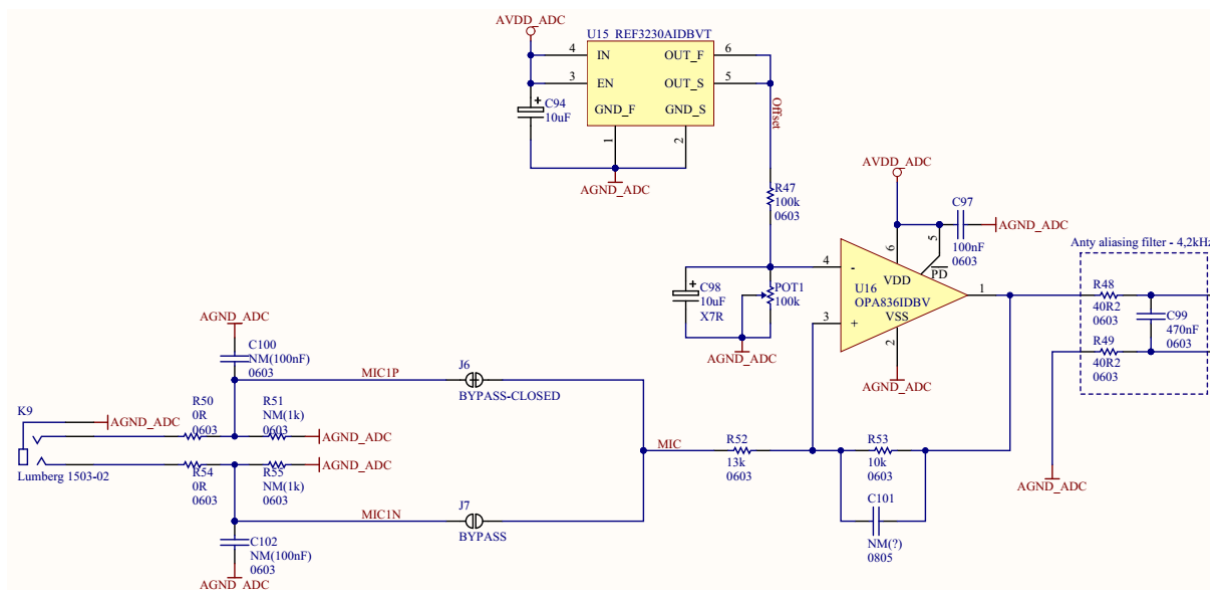 AVDD_ADC
U15 REF3230AIDBVT
4
IN
OUT_F
6
3
EN
OUT_S
5
C94
10uF
GND_F
GND_S
1
2
Offset
AGND_ADC
R47
100k
0603
AVDD_ADC
C97
100nF
0603
AGND_ADC
6
5
VDD
PD
4
-
U16
OPA836IDBV
VSS
3
+
1
2
AGND_ADC
C98
10uF
X7R
POT1
100k
AGND_ADC
Anty aliasing filter - 4,2kHz
R48
40R2
0603
C99
470nF
0603
R49
40R2
0603
AGND_ADC
AGND_ADC
C100
NM(100nF)
0603
MIC1P
J6
BYPASS-CLOSED
K9
AGND_ADC
R50
0R
0603
R51
NM(1k)
0603
AGND_ADC
AGND_ADC
Lumberg 1503-02
R54
0R
0603
R55
NM(1k)
0603
MIC
R52
13k
0603
R53
10k
0603
C101
NM(?)
0805
MIC1N
J7
BYPASS
C102
NM(100nF)
0603
AGND_ADC